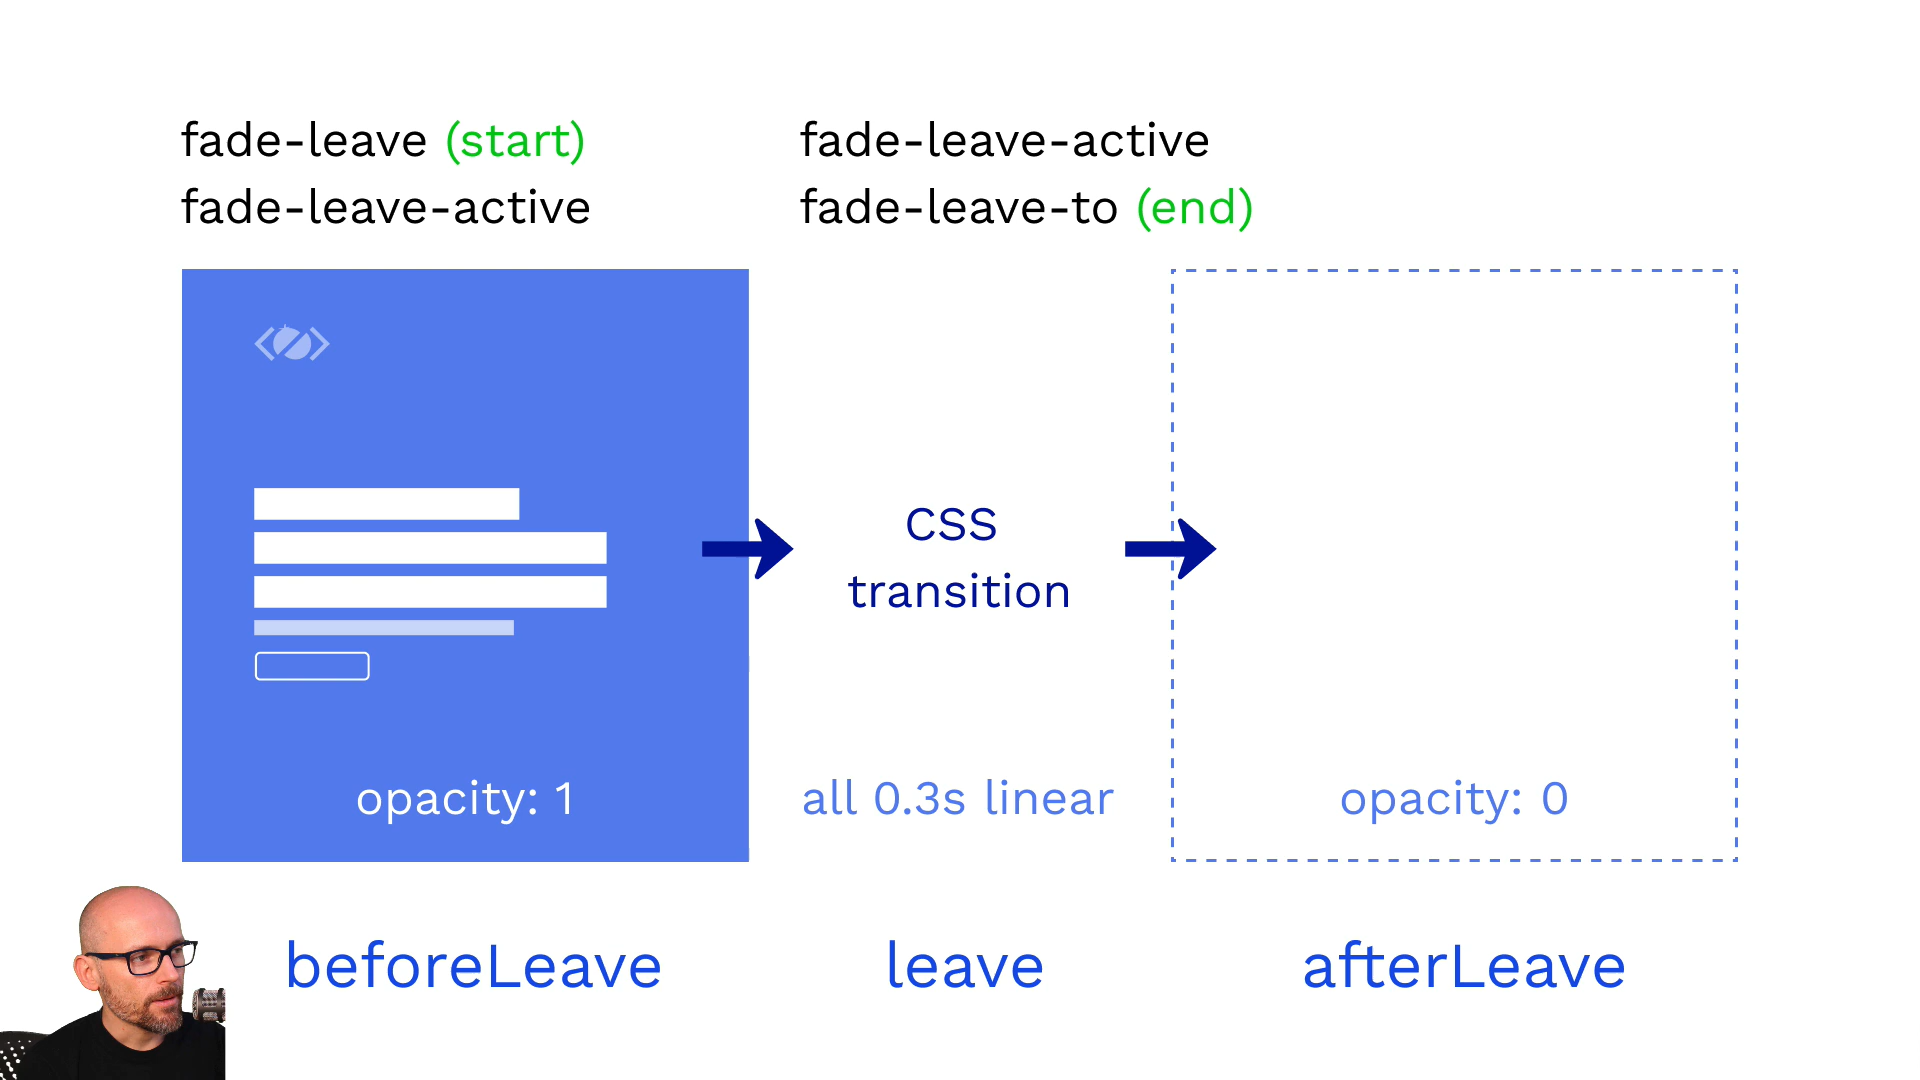 fade-leave (start)
fade-leave-active
fade-leave-active
fade-leave-to (end)
CSS
transition
opacity: 1
all 0.3s linear
opacity: 0
beforeLeave
leave
afterLeave